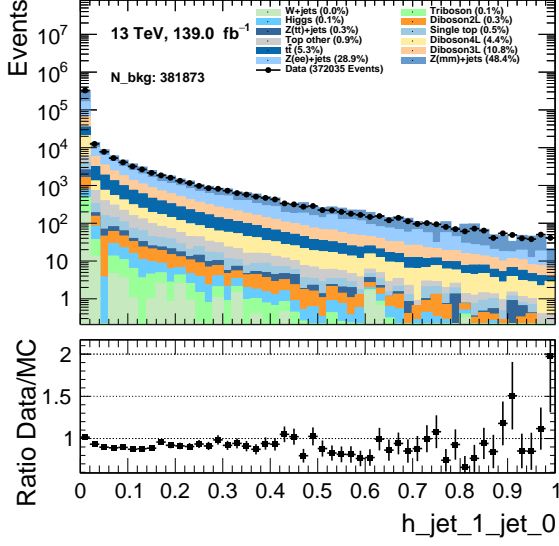 Events
13 TeV, 139.0 fb⁻¹
N_bkg: 381873
W+jets (0.0%)
Higgs (0.1%)
Z(tt)+jets (0.3%)
Top other (0.9%)
tt̄ (5.3%)
Z(ee)+jets (28.9%)
Data (372035 Events)
Triboson (0.1%)
Diboson2L (0.3%)
Single top (0.5%)
Diboson4L (4.4%)
Diboson3L (10.8%)
Z(mm)+jets (48.4%)
10⁷
10⁶
10⁵
10⁴
10³
10²
10
1
Ratio Data/MC
2
1.5
1
0 0.1 0.2 0.3 0.4 0.5 0.6 0.7 0.8 0.9 1
h_jet_1_jet_0